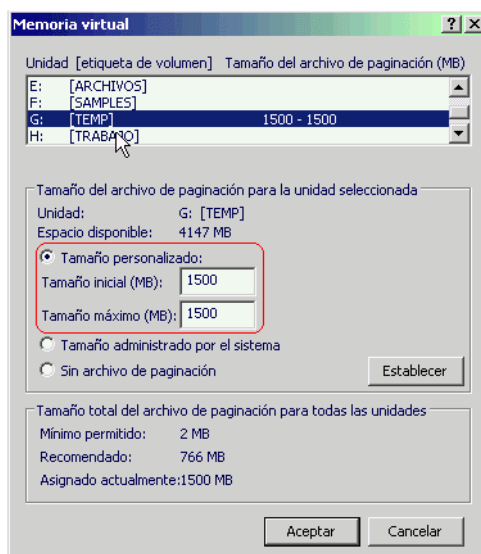 Memoria virtual
Unidad [etiqueta de volumen] Tamaño del archivo de paginación (MB)
E: [ARCHIVOS]
F: [SAMPLES]
G: [TEMP] 1500 - 1500
H: [TRABAJO]
Tamaño del archivo de paginación para la unidad seleccionada
Unidad: G: [TEMP]
Espacio disponible: 4147 MB
Tamaño personalizado:
Tamaño inicial (MB): 1500
Tamaño máximo (MB): 1500
Tamaño administrado por el sistema
Sin archivo de paginación
Establecer
Tamaño total del archivo de paginación para todas las unidades
Mínimo permitido: 2 MB
Recomendado: 766 MB
Asignado actualmente:1500 MB
Aceptar Cancelar